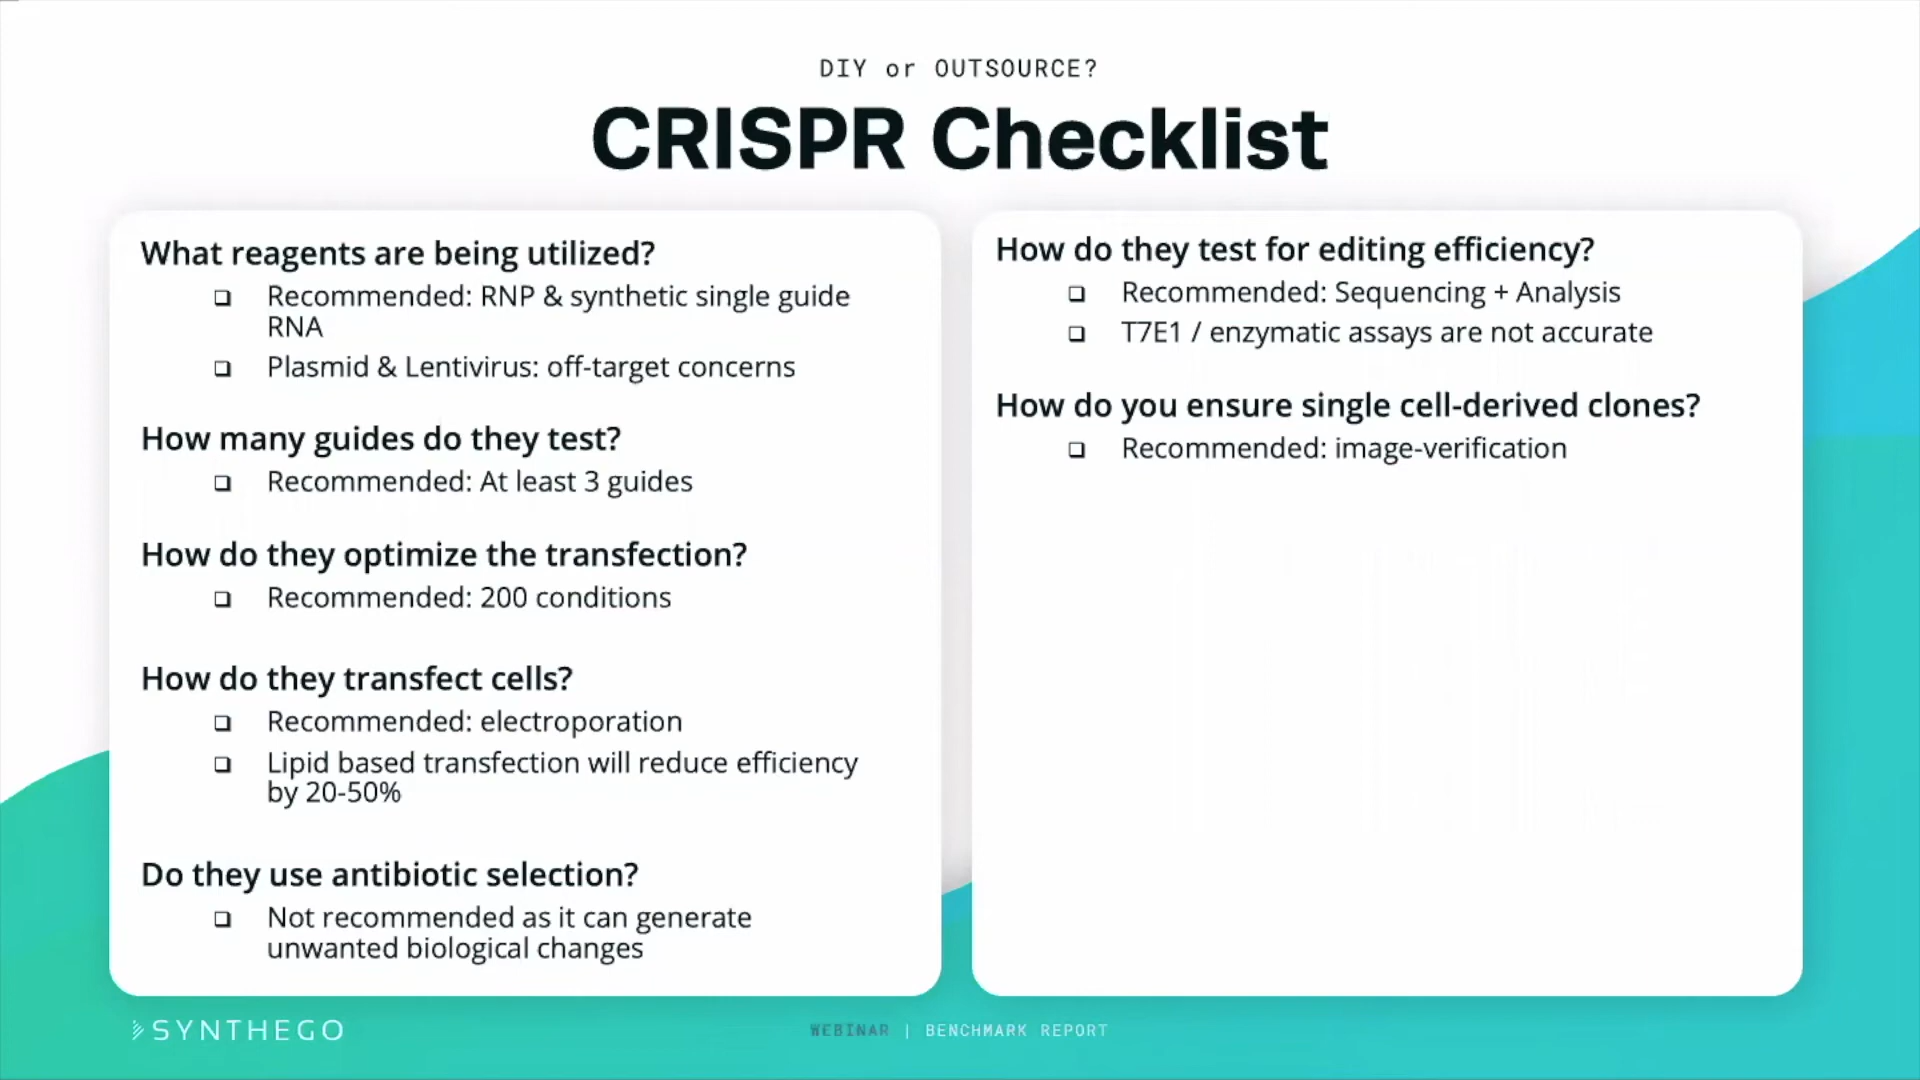 DIY or OUTSOURCE?
CRISPR Checklist
What reagents are being utilized?
❑ Recommended: RNP & synthetic single guide
RNA
❑ Plasmid & Lentivirus: off-target concerns
How many guides do they test?
❑ Recommended: At least 3 guides
How do they optimize the transfection?
❑ Recommended: 200 conditions
How do they transfect cells?
❑ Recommended: electroporation
❑ Lipid based transfection will reduce efficiency
by 20-50%
Do they use antibiotic selection?
❑ Not recommended as it can generate
unwanted biological changes
How do they test for editing efficiency?
❑ Recommended: Sequencing + Analysis
❑ T7E1 / enzymatic assays are not accurate
How do you ensure single cell-derived clones?
❑ Recommended: image-verification
SYNTHEGO
WEBINAR | BENCHMARK REPORT